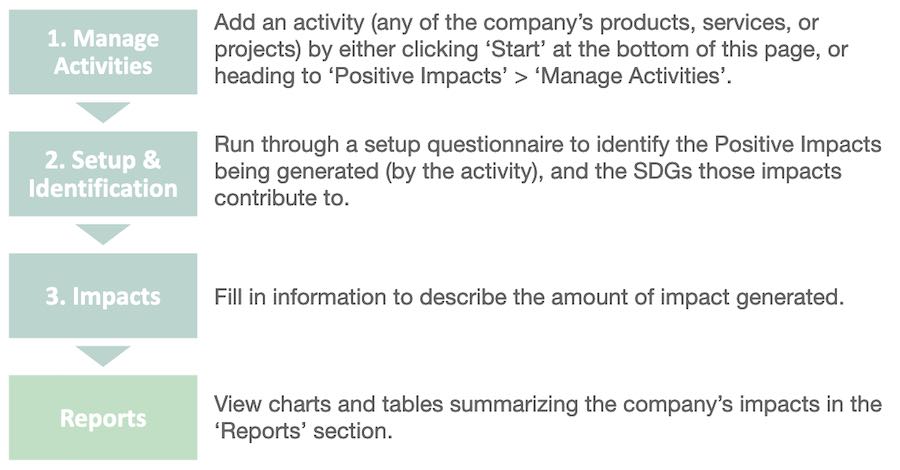 1. Manage
Activities
Add an activity (any of the company’s products, services, or
projects) by either clicking ‘Start’ at the bottom of this page, or
heading to ‘Positive Impacts’ > ‘Manage Activities’.
2. Setup &
Identification
Run through a setup questionnaire to identify the Positive Impacts
being generated (by the activity), and the SDGs those impacts
contribute to.
3. Impacts
Fill in information to describe the amount of impact generated.
Reports
View charts and tables summarizing the company’s impacts in the
‘Reports’ section.